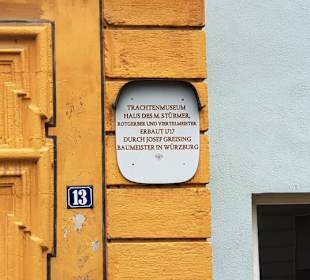 TRACHTENMUSEUM
HAUS DES M. STÜRMER,
ROTGERBER UND VIERTELMEISTER
ERBAUT 1717
DURCH JOSEF GREISING
BAUMEISTER IN WÜRZBURG
13